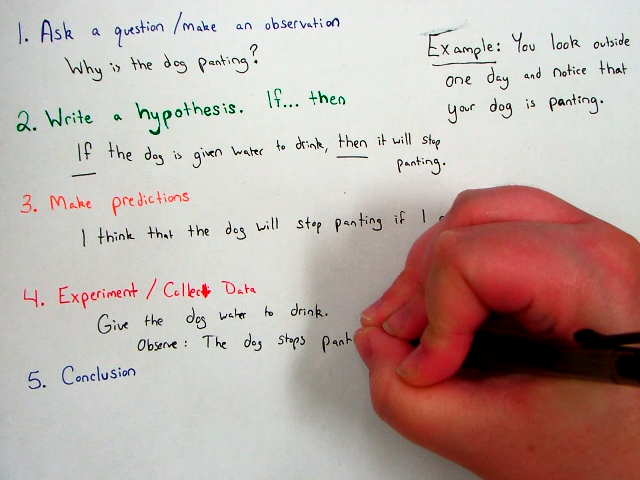 1. Ask a question / make an observation
Why is the dog panting?
Example: You look outside
one day and notice that
your dog is panting.
2. Write a hypothesis. If... then
If the dog is given water to drink, then it will stop
panting.
3. Make predictions
I think that the dog will stop panting if I
4. Experiment / Collect Data
Give the dog water to drink.
Observe: The dog stops pant
5. Conclusion